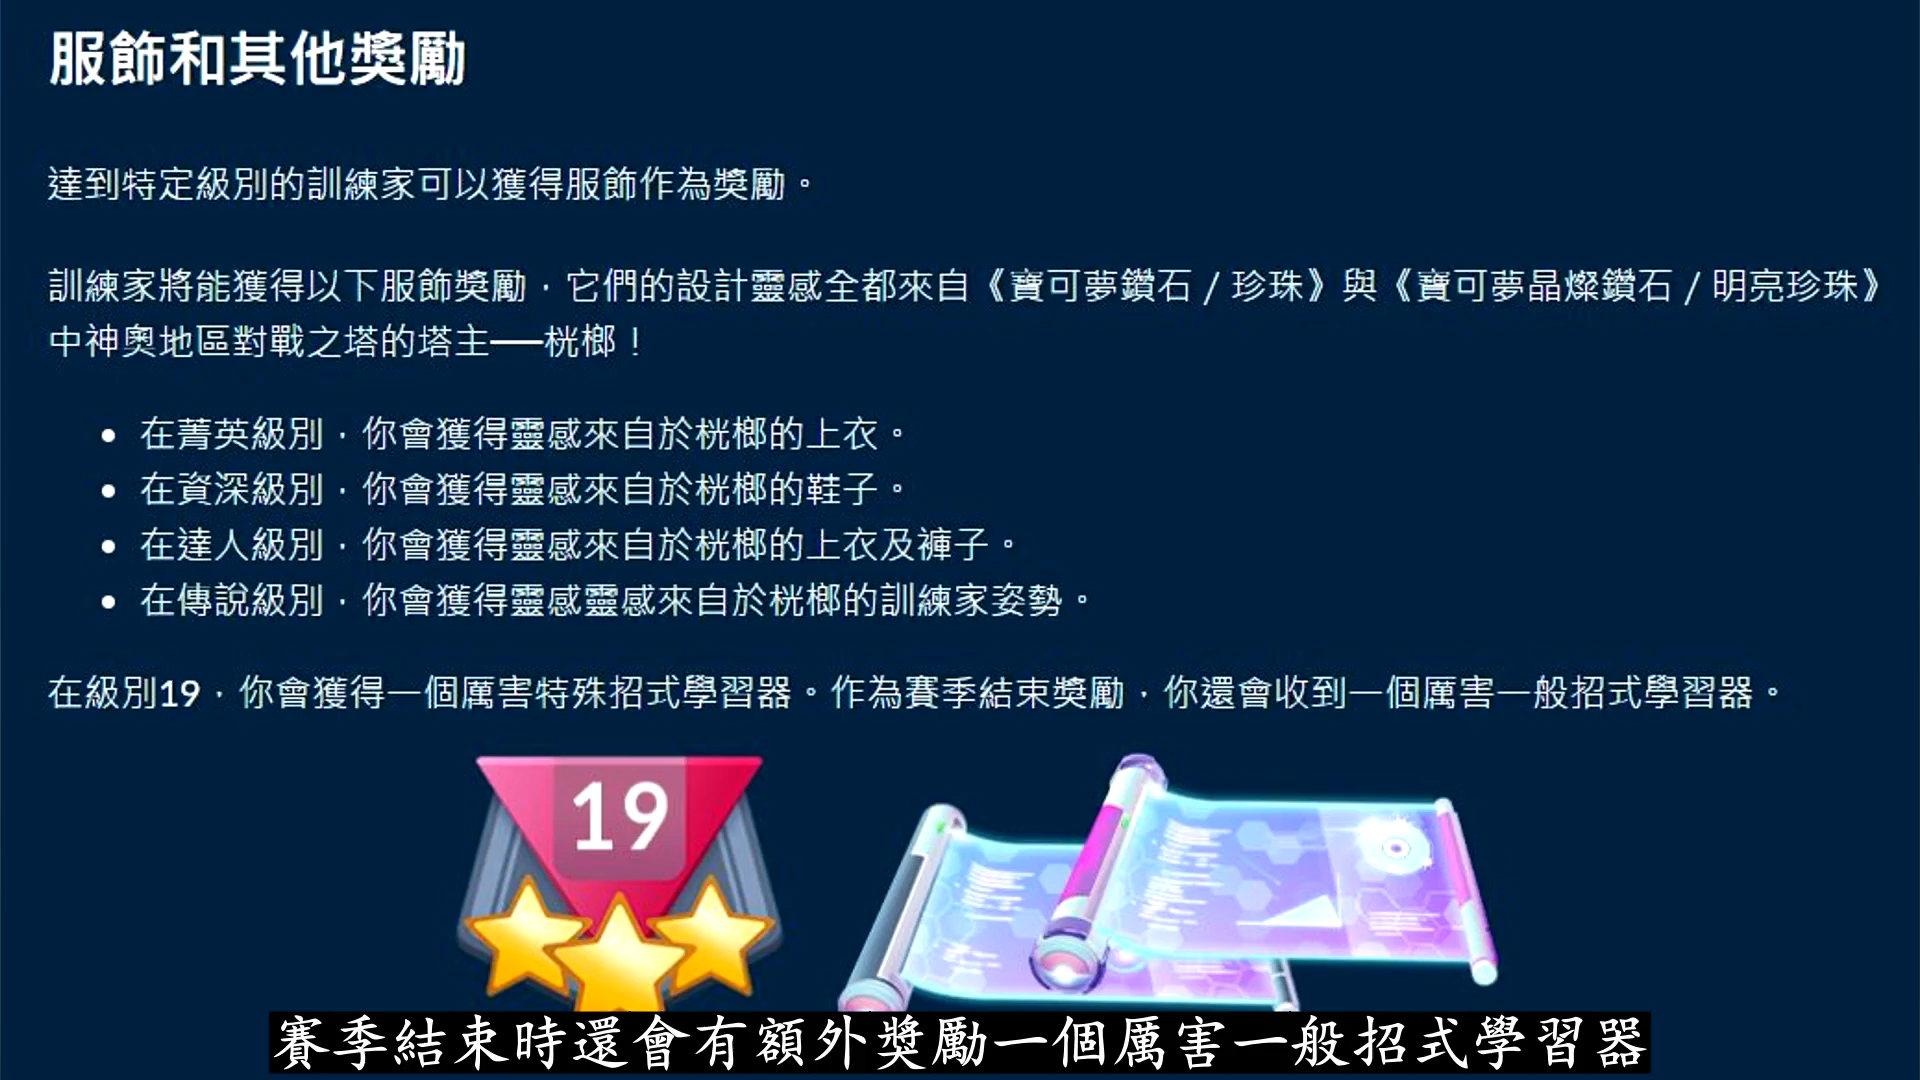 服飾和其他獎勵
達到特定級別的訓練家可以獲得服飾作為獎勵。
訓練家將能獲得以下服飾獎勵，它們的設計靈感全都來自《寶可夢鑽石 / 珍珠》與《寶可夢晶燦鑽石 / 明亮珍珠》
中神奧地區對戰之塔的塔主──桄榔！
• 在菁英級別，你會獲得靈感來自於桄榔的上衣。
• 在資深級別，你會獲得靈感來自於桄榔的鞋子。
• 在達人級別，你會獲得靈感來自於桄榔的上衣及褲子。
• 在傳說級別，你會獲得靈感靈感來自於桄榔的訓練家姿勢。
在級別19，你會獲得一個厲害特殊招式學習器。作為賽季結束獎勵，你還會收到一個厲害一般招式學習器。
19
賽季結束時還會有額外獎勵一個厲害一般招式學習器